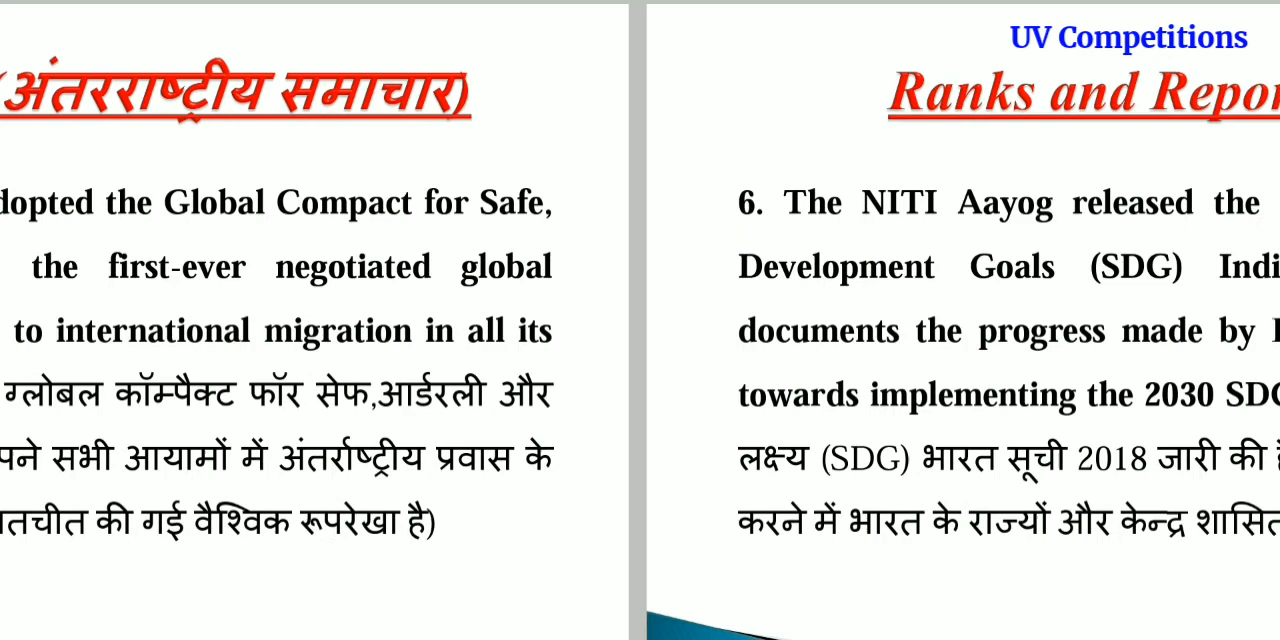 अंतरराष्ट्रीय समाचार)
dopted the Global Compact for Safe,
the first-ever negotiated global
to international migration in all its
ग्लोबल कॉम्पैक्ट फॉर सेफ,आर्डरली और
पने सभी आयामों में अंतर्राष्ट्रीय प्रवास के
तचीत की गई वैश्विक रूपरेखा है)
UV Competitions
Ranks and Repor
6. The NITI Aayog released the
Development Goals (SDG) Indi
documents the progress made by
towards implementing the 2030 SDG
लक्ष्य (SDG) भारत सूची 2018 जारी की
करने में भारत के राज्यों और केन्द्र शासित